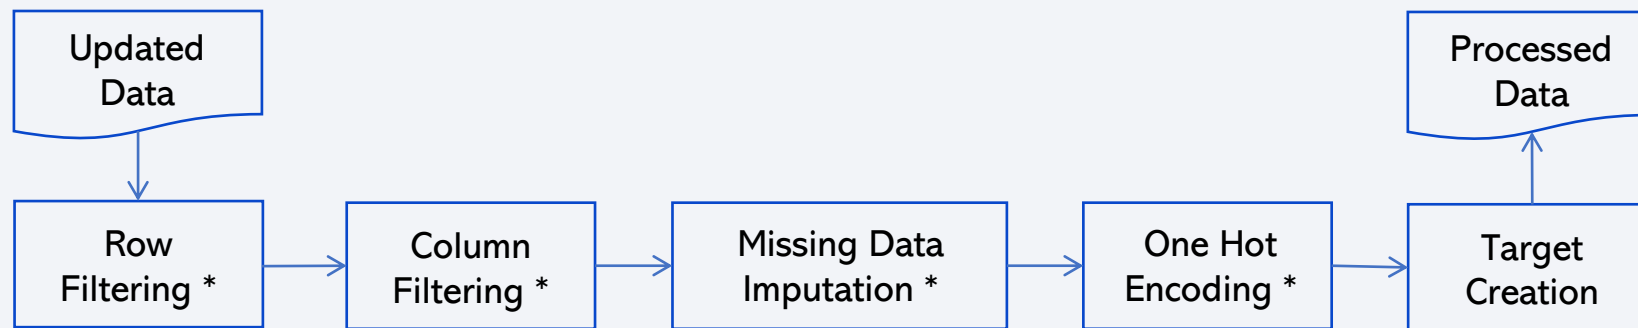 Updated
Data
Processed
Data
Row
Filtering *
Column
Filtering *
Missing Data
Imputation *
One Hot
Encoding *
Target
Creation